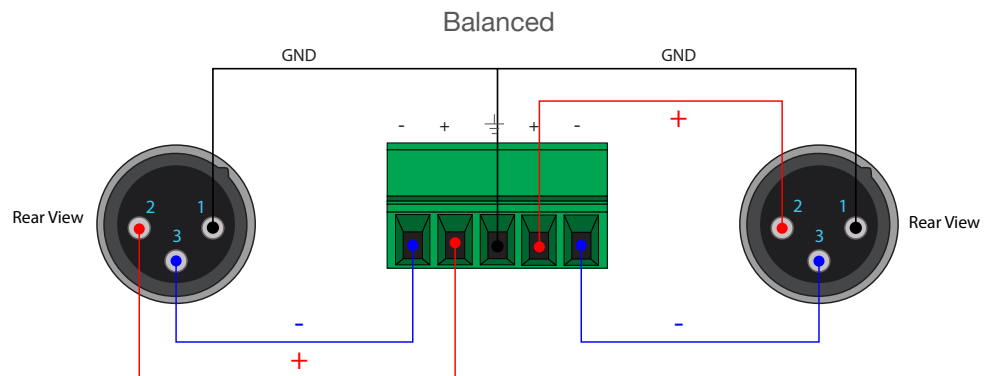 Balanced
GND GND
+
- + + -
2 1
3
2 1
3
Rear View
Rear View
- -
+